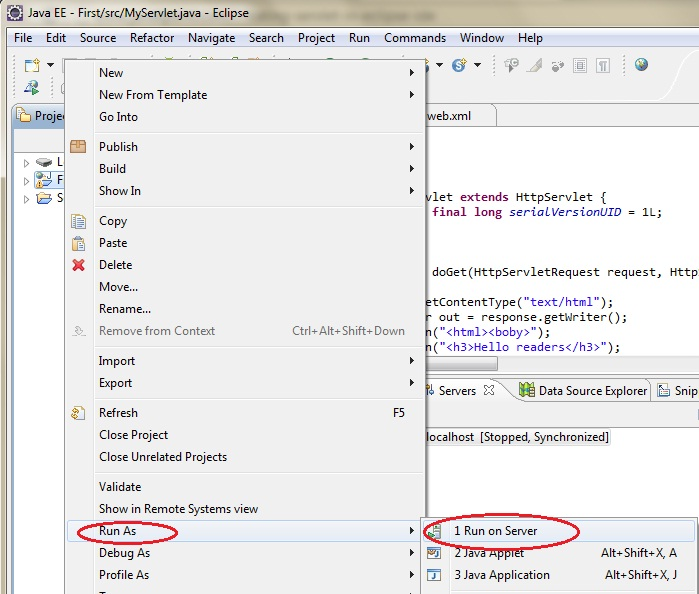 Java EE - First/src/MyServlet.java - Eclipse
File Edit Source Refactor Navigate Search Project Run Commands Window Help
Proje
web.xml
L
F
S
New
New From Template
Go Into
Publish
Build
Show In
Copy
Paste
Delete
Move...
Rename...
Remove from Context Ctrl+Alt+Shift+Down
Import
Export
Refresh F5
Close Project
Close Unrelated Projects
Validate
Show in Remote Systems view
Run As
Debug As
Profile As
vlet extends HttpServlet {
final long serialVersionUID = 1L;
doGet(HttpServletRequest request, Http
etContentType("text/html");
r out = response.getWriter();
n("<html><boby>");
n("<h3>Hello readers</h3>");
Servers Data Source Explorer Snip
localhost [Stopped, Synchronized]
1 Run on Server
2 Java Applet Alt+Shift+X, A
3 Java Application Alt+Shift+X, J